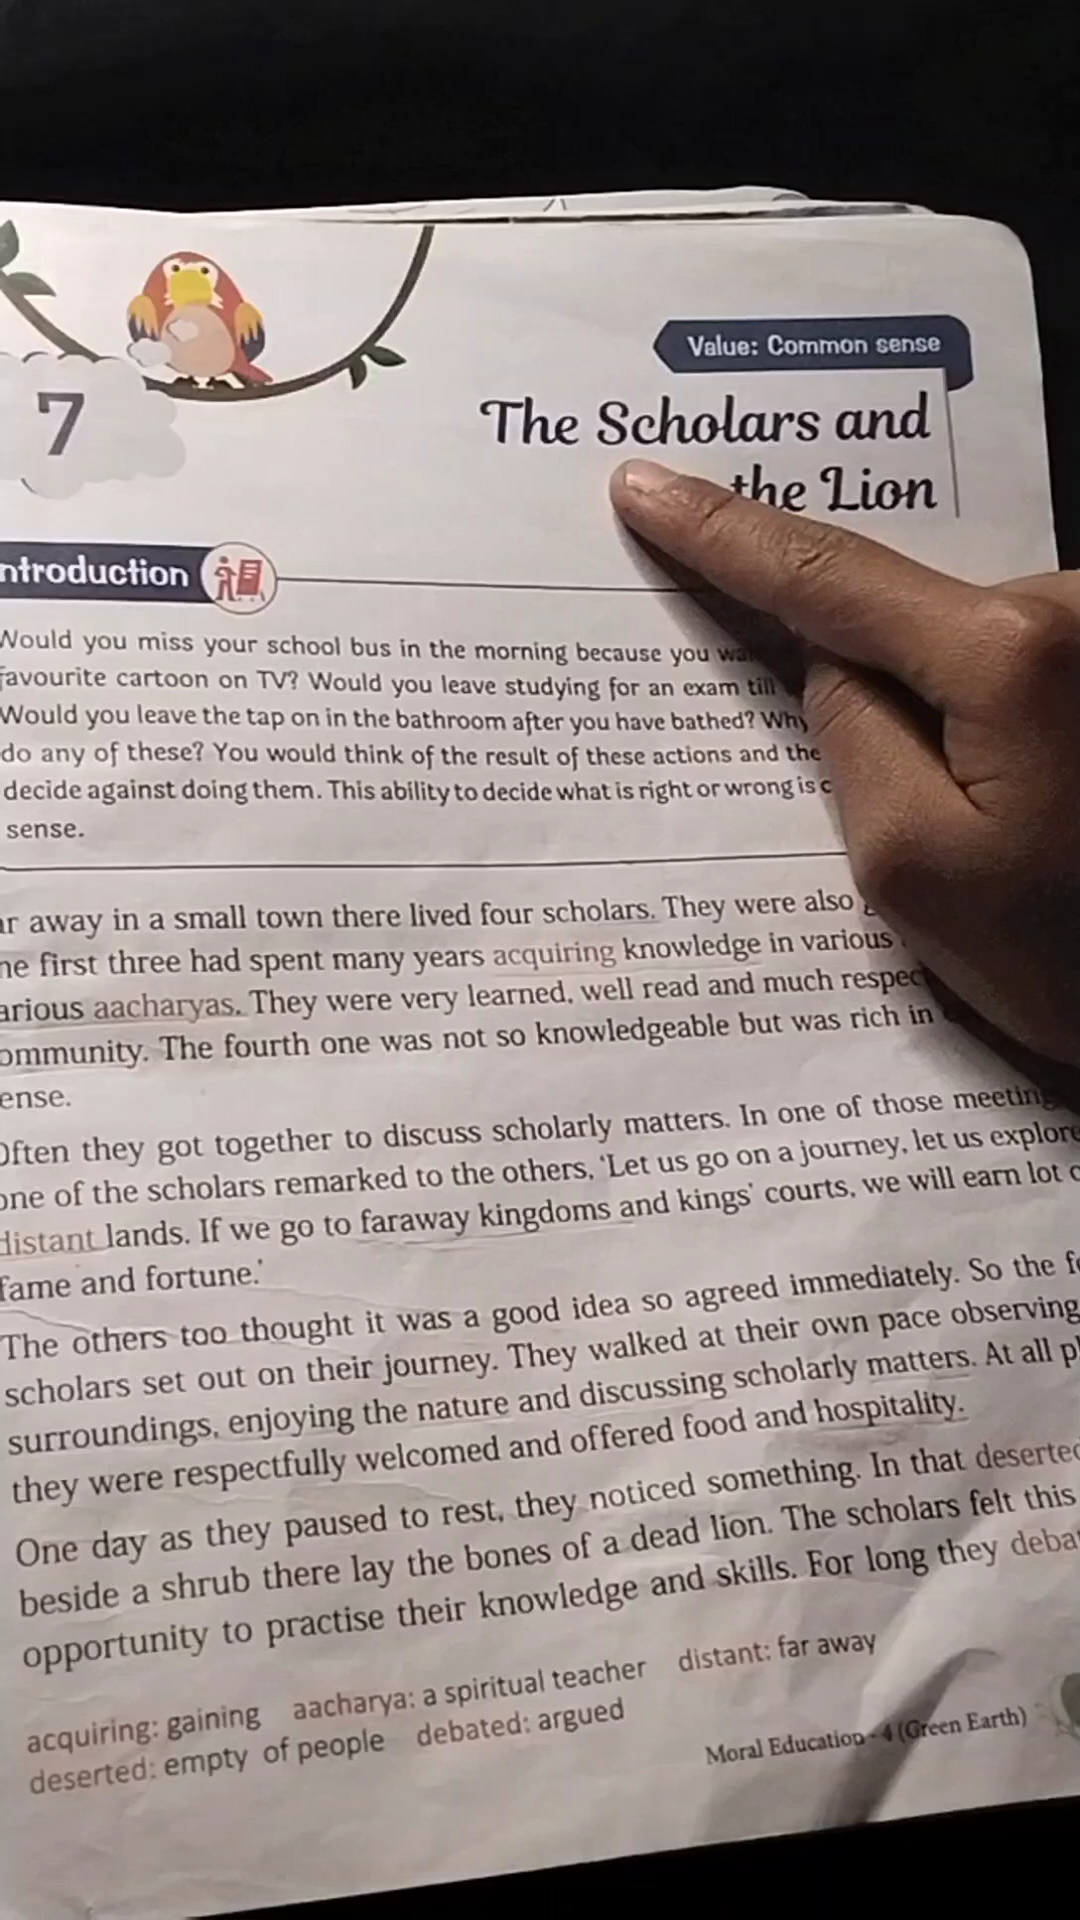 Value: Common sense
7
The Scholars and
the Lion
ntroduction
Would you miss your school bus in the morning because you
favourite cartoon on TV? Would you leave studying for an exam till
Would you leave the tap on in the bathroom after you have bathed? Why
do any of these? You would think of the result of these actions and the
decide against doing them. This ability to decide what is right or wrong is c
sense.
ar away in a small town there lived four scholars. They were also
ne first three had spent many years acquiring knowledge in various
arious aacharyas. They were very learned, well read and much respec
ommunity. The fourth one was not so knowledgeable but was rich in
ense.
Often they got together to discuss scholarly matters. In one of those meeting
one of the scholars remarked to the others, 'Let us go on a journey, let us explore
distant lands. If we go to faraway kingdoms and kings' courts, we will earn lot o
fame and fortune.'
The others too thought it was a good idea so agreed immediately. So the fo
scholars set out on their journey. They walked at their own pace observing
surroundings, enjoying the nature and discussing scholarly matters. At all pl
they were respectfully welcomed and offered food and hospitality.
One day as they paused to rest, they noticed something. In that deserted
beside a shrub there lay the bones of a dead lion. The scholars felt this
opportunity to practise their knowledge and skills. For long they debat
acquiring: gaining aacharya: a spiritual teacher distant: far away
deserted: empty of people debated: argued
Moral Education - 4 (Green Earth)